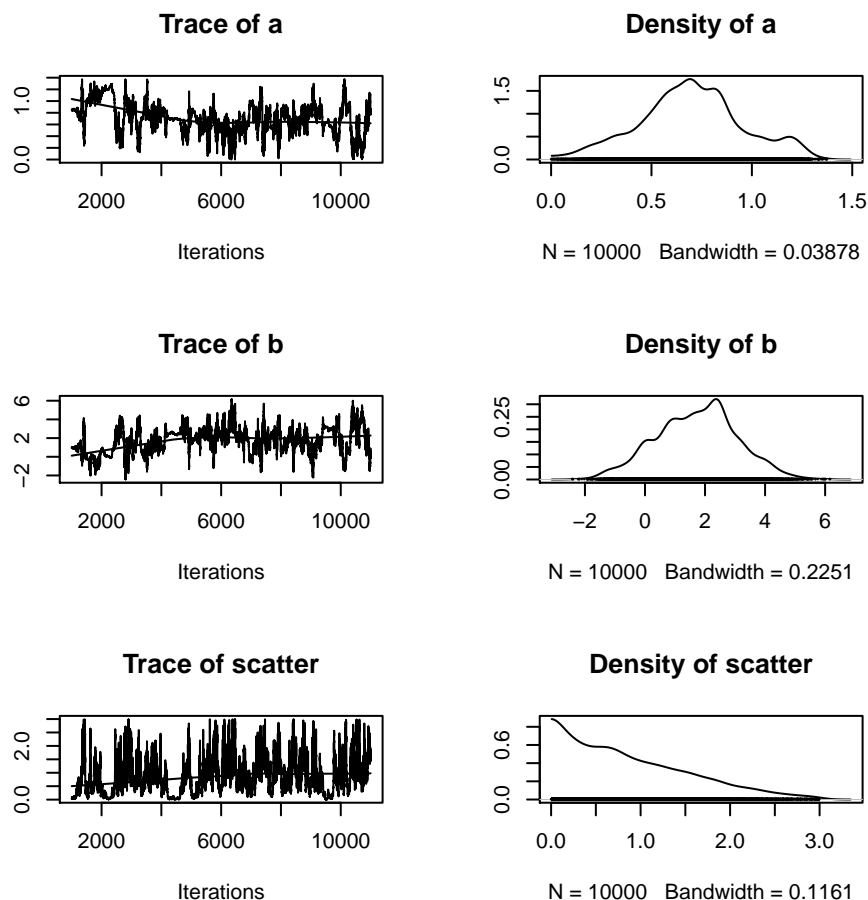 Trace of a
Density of a
0.0 1.0
2000 6000 10000
Iterations
0.0 1.5
0.0 0.5 1.0 1.5
N = 10000 Bandwidth = 0.03878
Trace of b
Density of b
−2 2 6
2000 6000 10000
Iterations
0.00 0.25
−2 0 2 4 6
N = 10000 Bandwidth = 0.2251
Trace of scatter
Density of scatter
0.0 2.0
2000 6000 10000
Iterations
0.0 0.6
0.0 1.0 2.0 3.0
N = 10000 Bandwidth = 0.1161